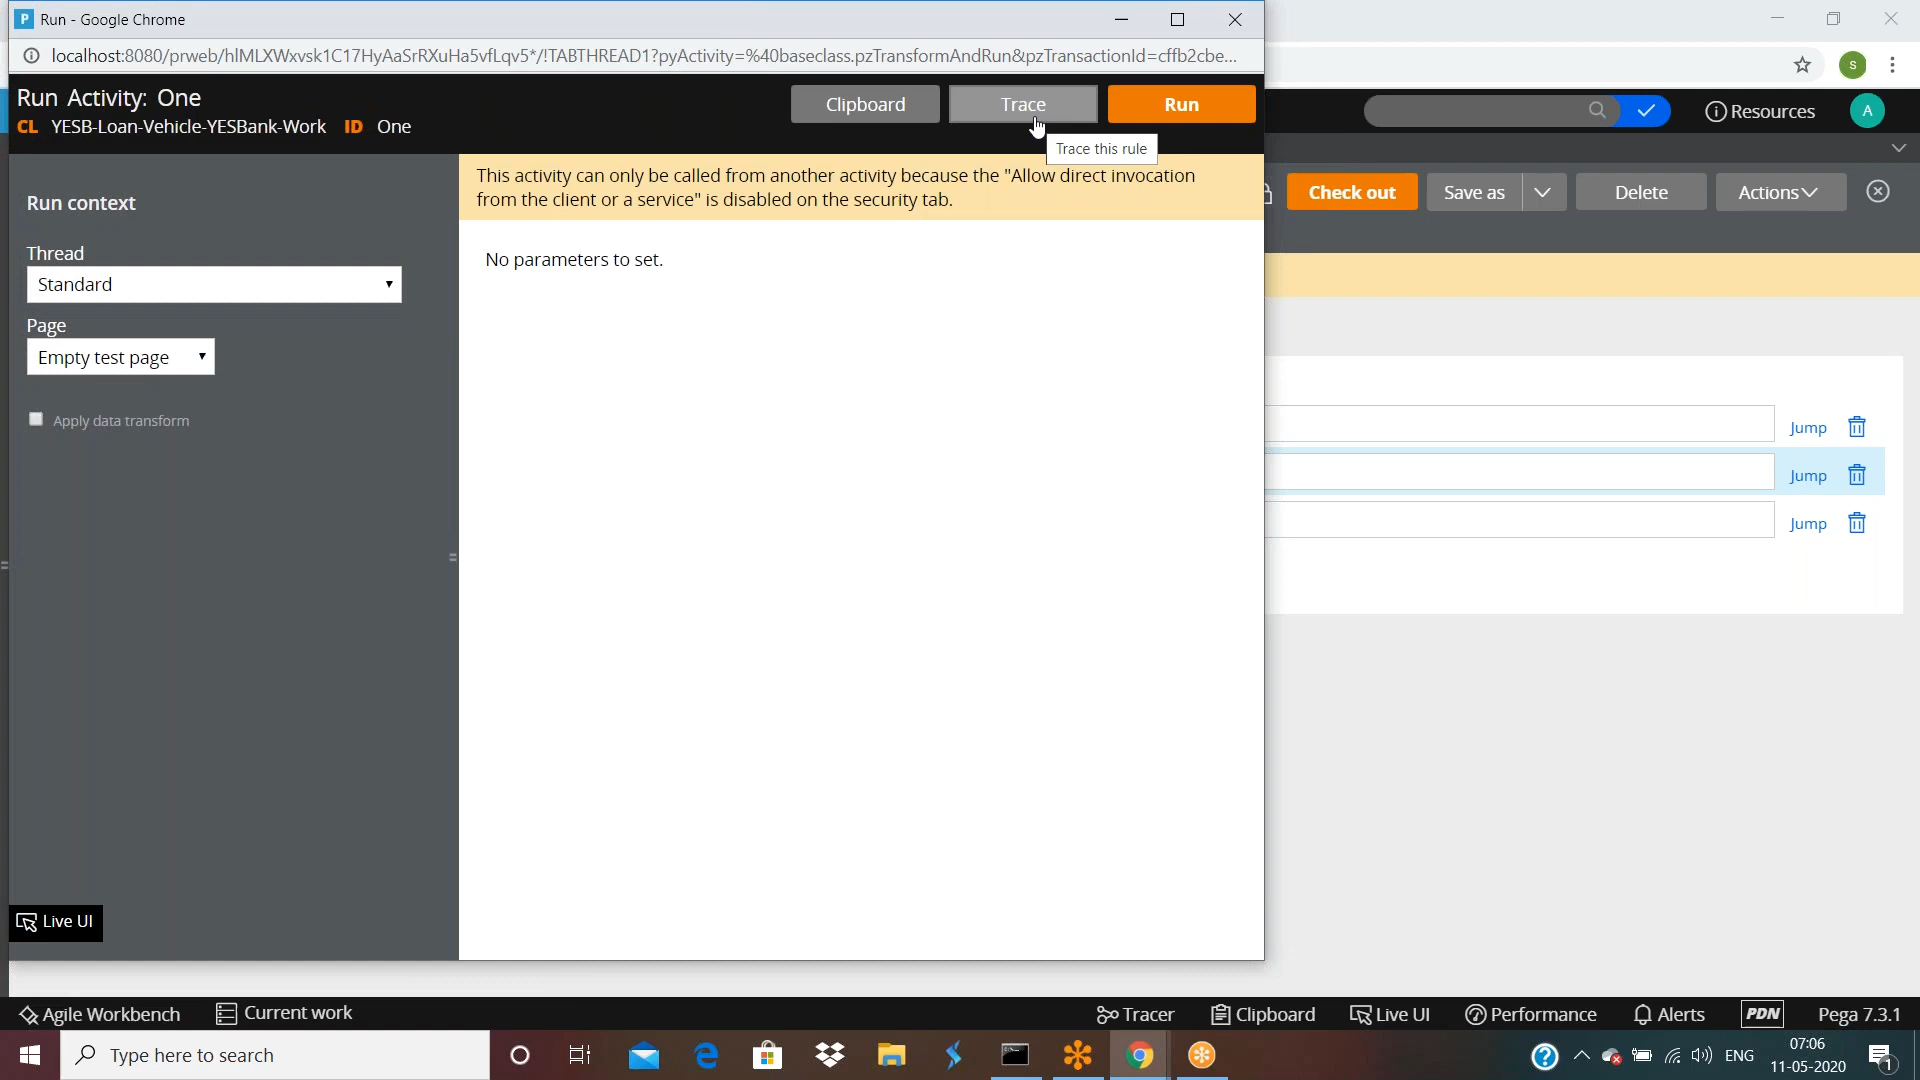 P Run - Google Chrome
localhost:8080/prweb/hlMLXWxvsk1C17HyAaSrRXuHa5vfLqv5*/!TABTHREAD1?pyActivity=%40baseclass.pzTransformAndRun&pzTransactionId=cffb2cbe...
S
Run Activity: One
CL YESB-Loan-Vehicle-YESBank-Work ID One
Clipboard
Trace
Run
Trace this rule
Resources
A
This activity can only be called from another activity because the "Allow direct invocation
from the client or a service" is disabled on the security tab.
Check out
Save as
Delete
Actions
Run context
No parameters to set.
Thread
Standard
Page
Empty test page
Apply data transform
Jump
Jump
Jump
Live UI
Agile Workbench
Current work
Tracer
Clipboard
Live UI
Performance
Alerts
PDN
Pega 7.3.1
Type here to search
ENG
07:06
11-05-2020
1